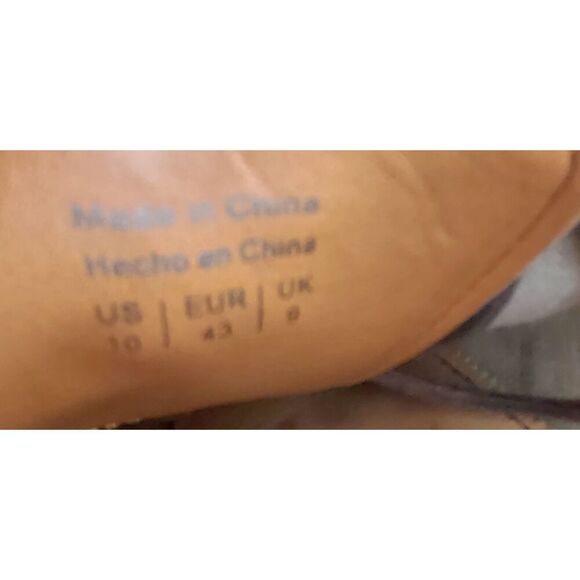 Made in China
Hecho en China
US | EUR | UK
10 | 43 | 9